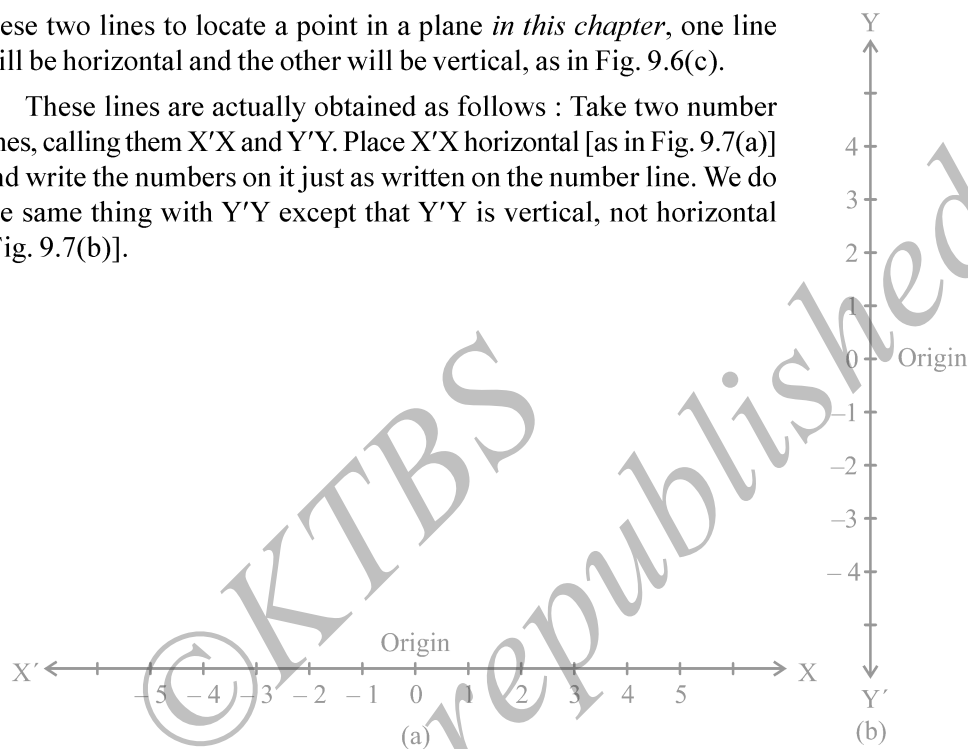 ese two lines to locate a point in a plane in this chapter, one line
ill be horizontal and the other will be vertical, as in Fig. 9.6(c).
These lines are actually obtained as follows : Take two number
nes, calling them X′X and Y′Y. Place X′X horizontal [as in Fig. 9.7(a)]
nd write the numbers on it just as written on the number line. We do
e same thing with Y′Y except that Y′Y is vertical, not horizontal
ig. 9.7(b)].
Y
4
3
2
1
0 Origin
–1
–2
–3
– 4
Y´
(b)
©KTBS
republished
Origin
X´ X
– 5 – 4 – 3 – 2 – 1 0 1 2 3 4 5
(a)